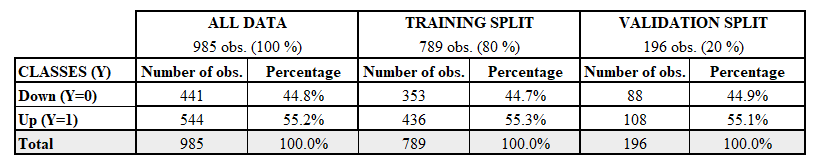 ALL DATA TRAINING SPLIT VALIDATION SPLIT
985 obs. (100 %) 789 obs. (80 %) 196 obs. (20 %)
CLASSES (Y) Number of obs. Percentage Number of obs. Percentage Number of obs. Percentage
Down (Y=0) 441 44.8% 353 44.7% 88 44.9%
Up (Y=1) 544 55.2% 436 55.3% 108 55.1%
Total 985 100.0% 789 100.0% 196 100.0%